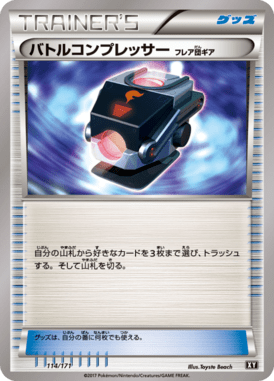 TRAINER'S
グッズ
バトルコンプレッサー フレア団ギア
自分の山札から好きなカードを3枚まで選び、トラッシュ
する。そして山札を切る。
グッズは、自分の番に何枚でも使える。
114/171
Illus.Toyste Beach
XY
©2017 Pokémon/Nintendo/Creatures/GAME FREAK.